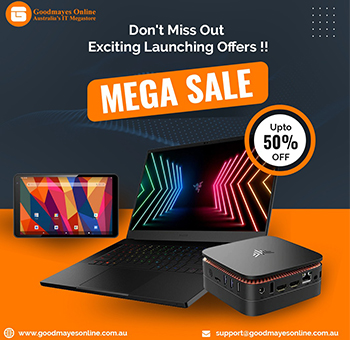 Goodmayes Online
Australia's IT Megastore
Don't Miss Out
Exciting Launching Offers !!
MEGA SALE
Upto
50%
OFF
www.goodmayesonline.com.au
support@goodmayesonline.com.au